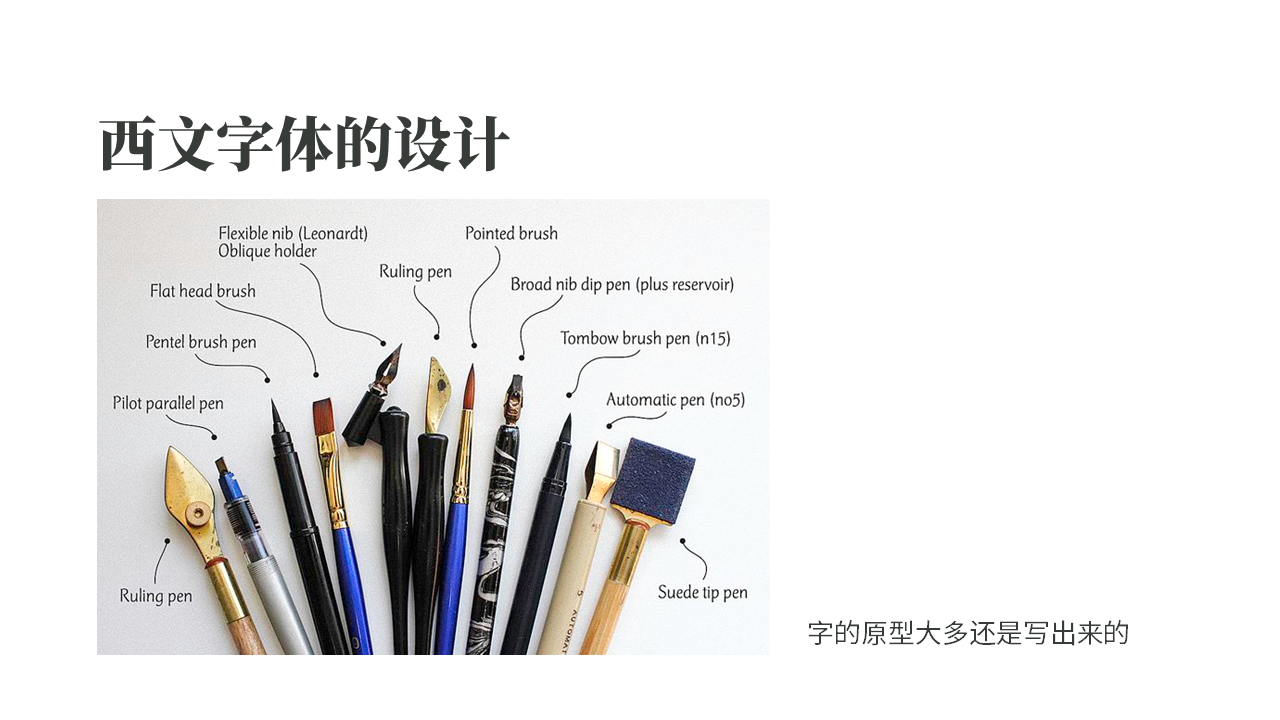 西文字体的设计
Flexible nib (Leonardt)
Oblique holder
Pointed brush
Ruling pen
Broad nib dip pen (plus reservoir)
Flat head brush
Pentel brush pen
Tombow brush pen (n15)
Pilot parallel pen
Automatic pen (no5)
Ruling pen
Suede tip pen
5 AUTOMAT
字的原型大多还是写出来的